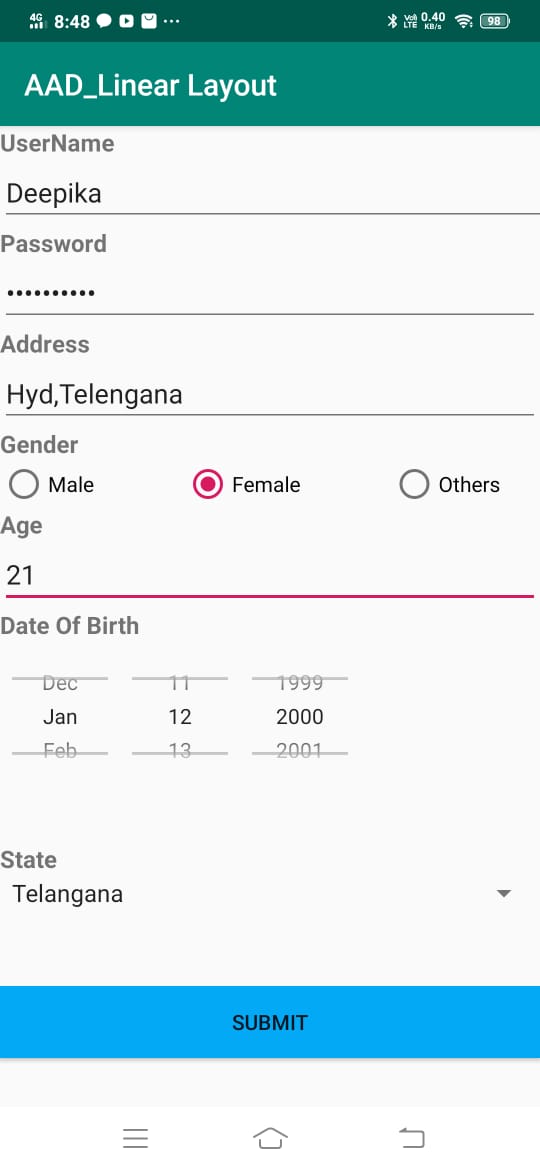 4G 8:48 ... VoD LTE 0.40 KB/s 98
AAD_Linear Layout
UserName
Deepika
Password
••••••••••
Address
Hyd,Telengana
Gender
Male Female Others
Age
21
Date Of Birth
Dec 11 1999
Jan 12 2000
Feb 13 2001
State
Telangana
SUBMIT